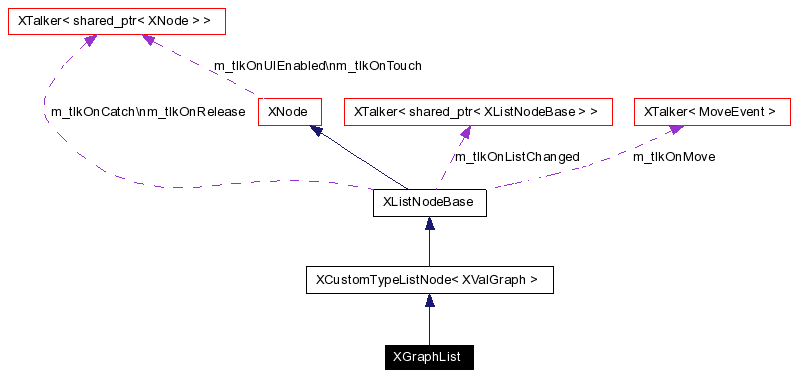 XTalker< shared_ptr< XNode > >
m_tlkOnUIEnabled\nm_tlkOnTouch
m_tlkOnCatch\nm_tlkOnRelease
XNode
XTalker< shared_ptr< XListNodeBase > >
XTalker< MoveEvent >
m_tlkOnListChanged
m_tlkOnMove
XListNodeBase
XCustomTypeListNode< XValGraph >
XGraphList